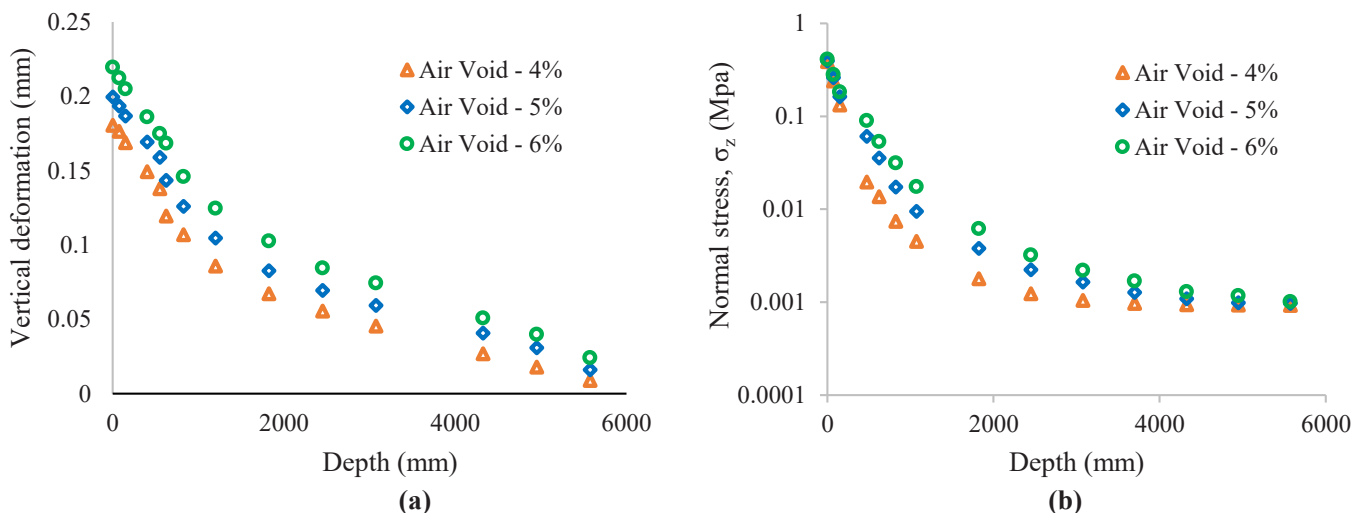 Vertical deformation (mm)
0.25
0.2
0.15
0.1
0.05
0
0
2000
4000
6000
Depth (mm)
Air Void - 4%
Air Void - 5%
Air Void - 6%
(a)
Normal stress, σz (Mpa)
1
0.1
0.01
0.001
0.0001
0
2000
4000
6000
Depth (mm)
Air Void - 4%
Air Void - 5%
Air Void - 6%
(b)